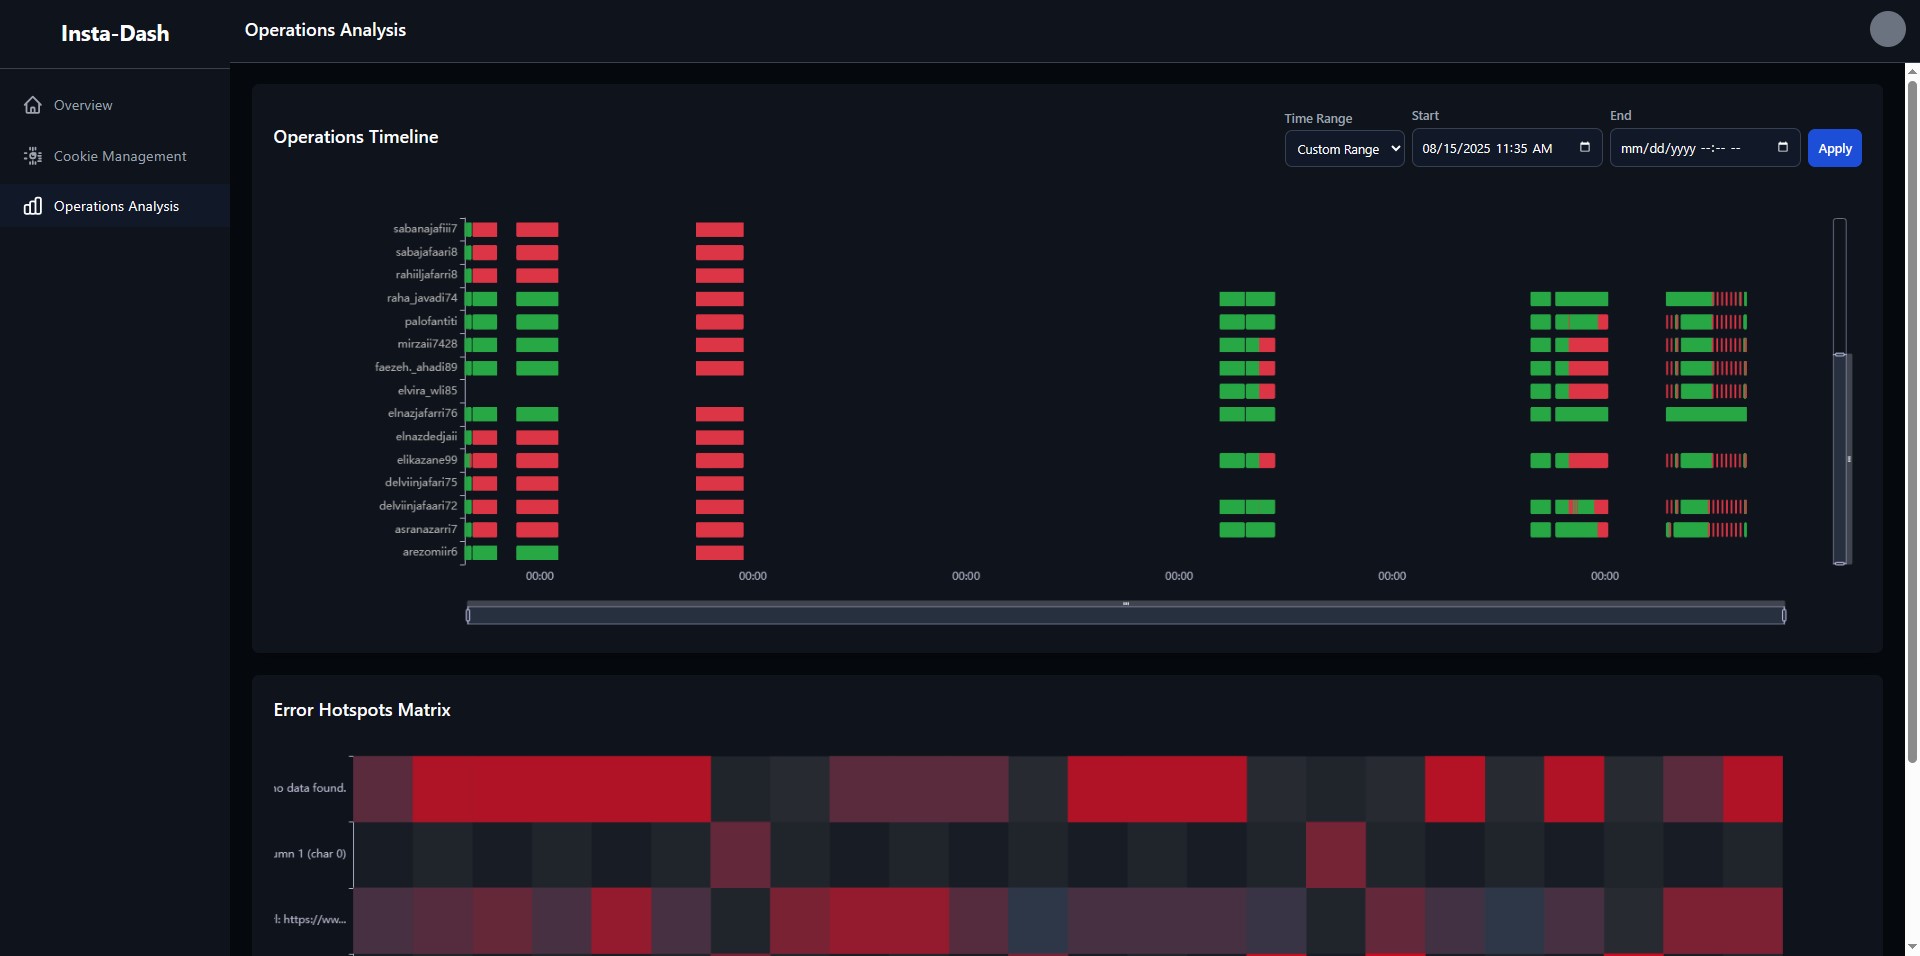 Insta-Dash
Operations Analysis
Overview
Cookie Management
Operations Analysis
Operations Timeline
Time Range
Start
End
Custom Range
08/15/2025 11:35 AM
mm/dd/yyyy --:-- --
Apply
sabanajafiii7
sabajafaari8
rahiiljafarri8
raha_javadi74
palofantiti
mirzaii7428
faezeh._ahadi89
elvira_wli85
elnazjafarri76
elnazdedjaii
elikazane99
delviinjafari75
delviinjafaari72
asranazarri7
arezomiir6
00:00 00:00 00:00 00:00 00:00 00:00
Error Hotspots Matrix
no data found.
umn 1 (char 0)
l: https://ww...